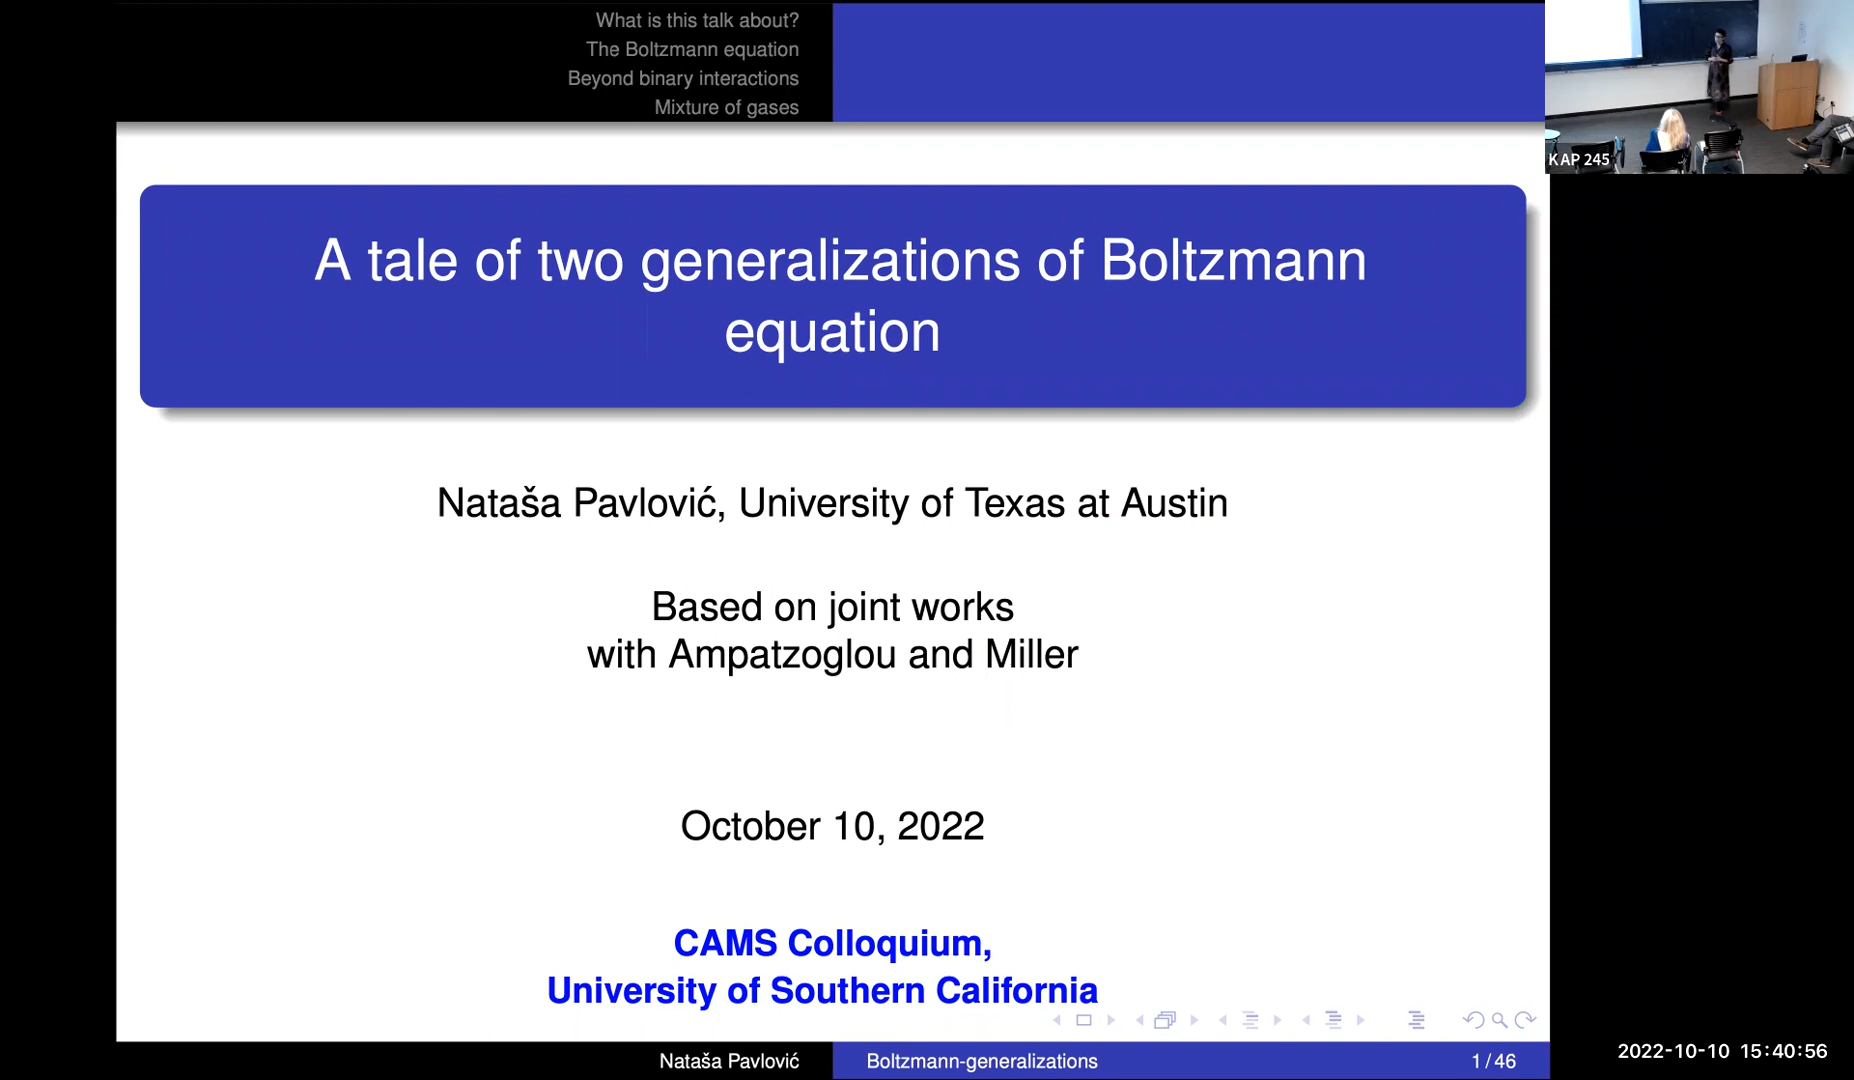 What is this talk about?
The Boltzmann equation
Beyond binary interactions
Mixture of gases
KAP 245
A tale of two generalizations of Boltzmann
equation
Nataša Pavlović, University of Texas at Austin
Based on joint works
with Ampatzoglou and Miller
October 10, 2022
CAMS Colloquium,
University of Southern California
Nataša Pavlović
Boltzmann-generalizations
1 / 46
2022-10-10 15:40:56